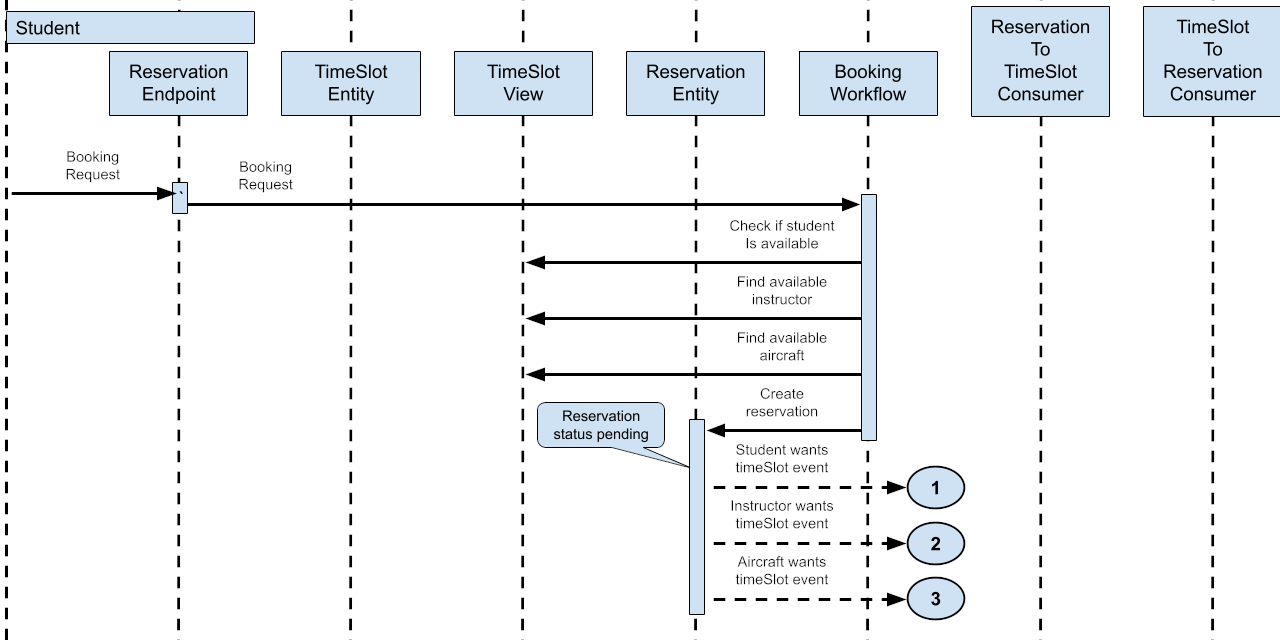 Student
Reservation
Endpoint
TimeSlot
Entity
TimeSlot
View
Reservation
Entity
Booking
Workflow
Reservation
To
TimeSlot
Consumer
TimeSlot
To
Reservation
Consumer
Booking
Request
`
Booking
Request
Check if student
Is available
Find available
instructor
Find available
aircraft
Create
reservation
Reservation
status pending
Student wants
timeSlot event
1
Instructor wants
timeSlot event
2
Aircraft wants
timeSlot event
3